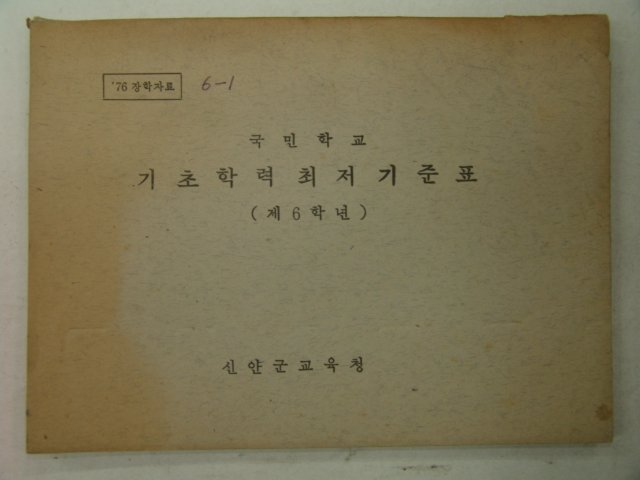 '76 장학자료
6-1
국민학교
기초학력최저기준표
(제6학년)
신안군교육청